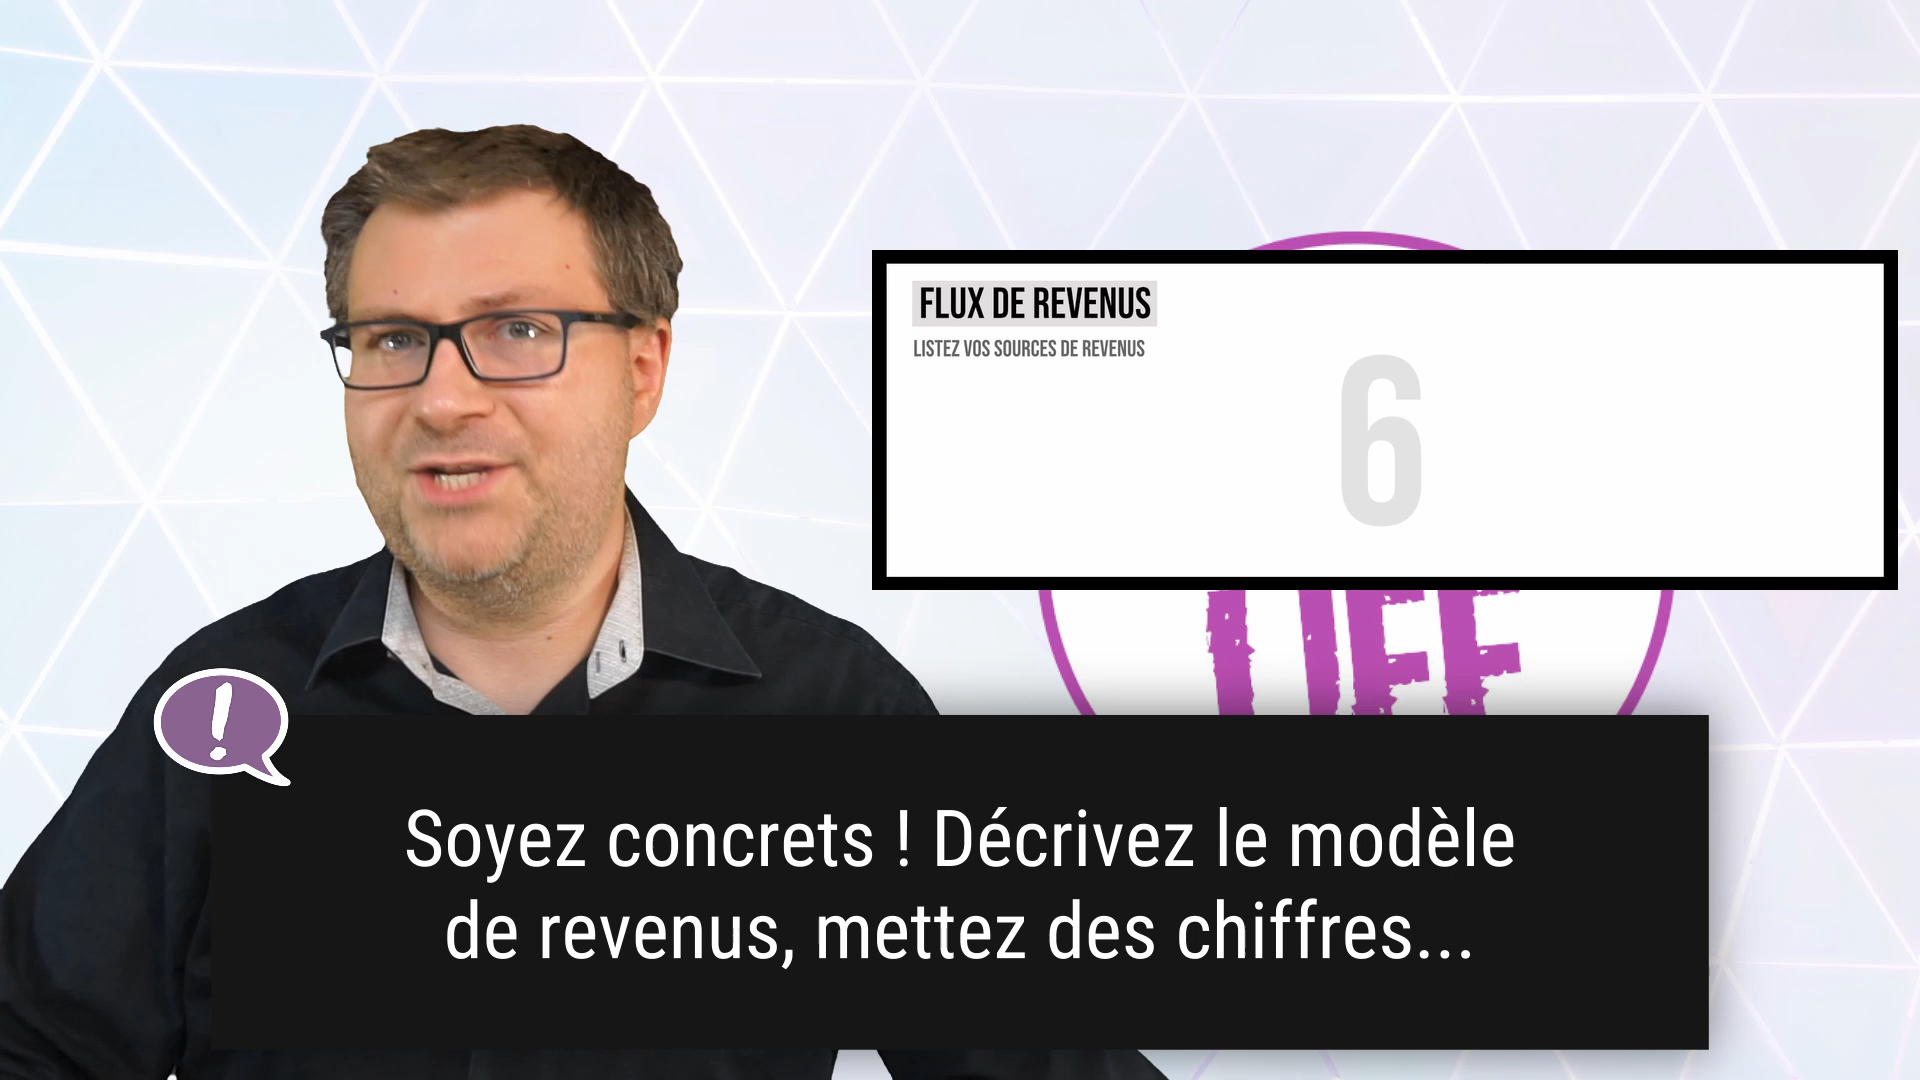 FLUX DE REVENUS
LISTEZ VOS SOURCES DE REVENUS
6
!
Soyez concrets ! Décrivez le modèle
de revenus, mettez des chiffres...